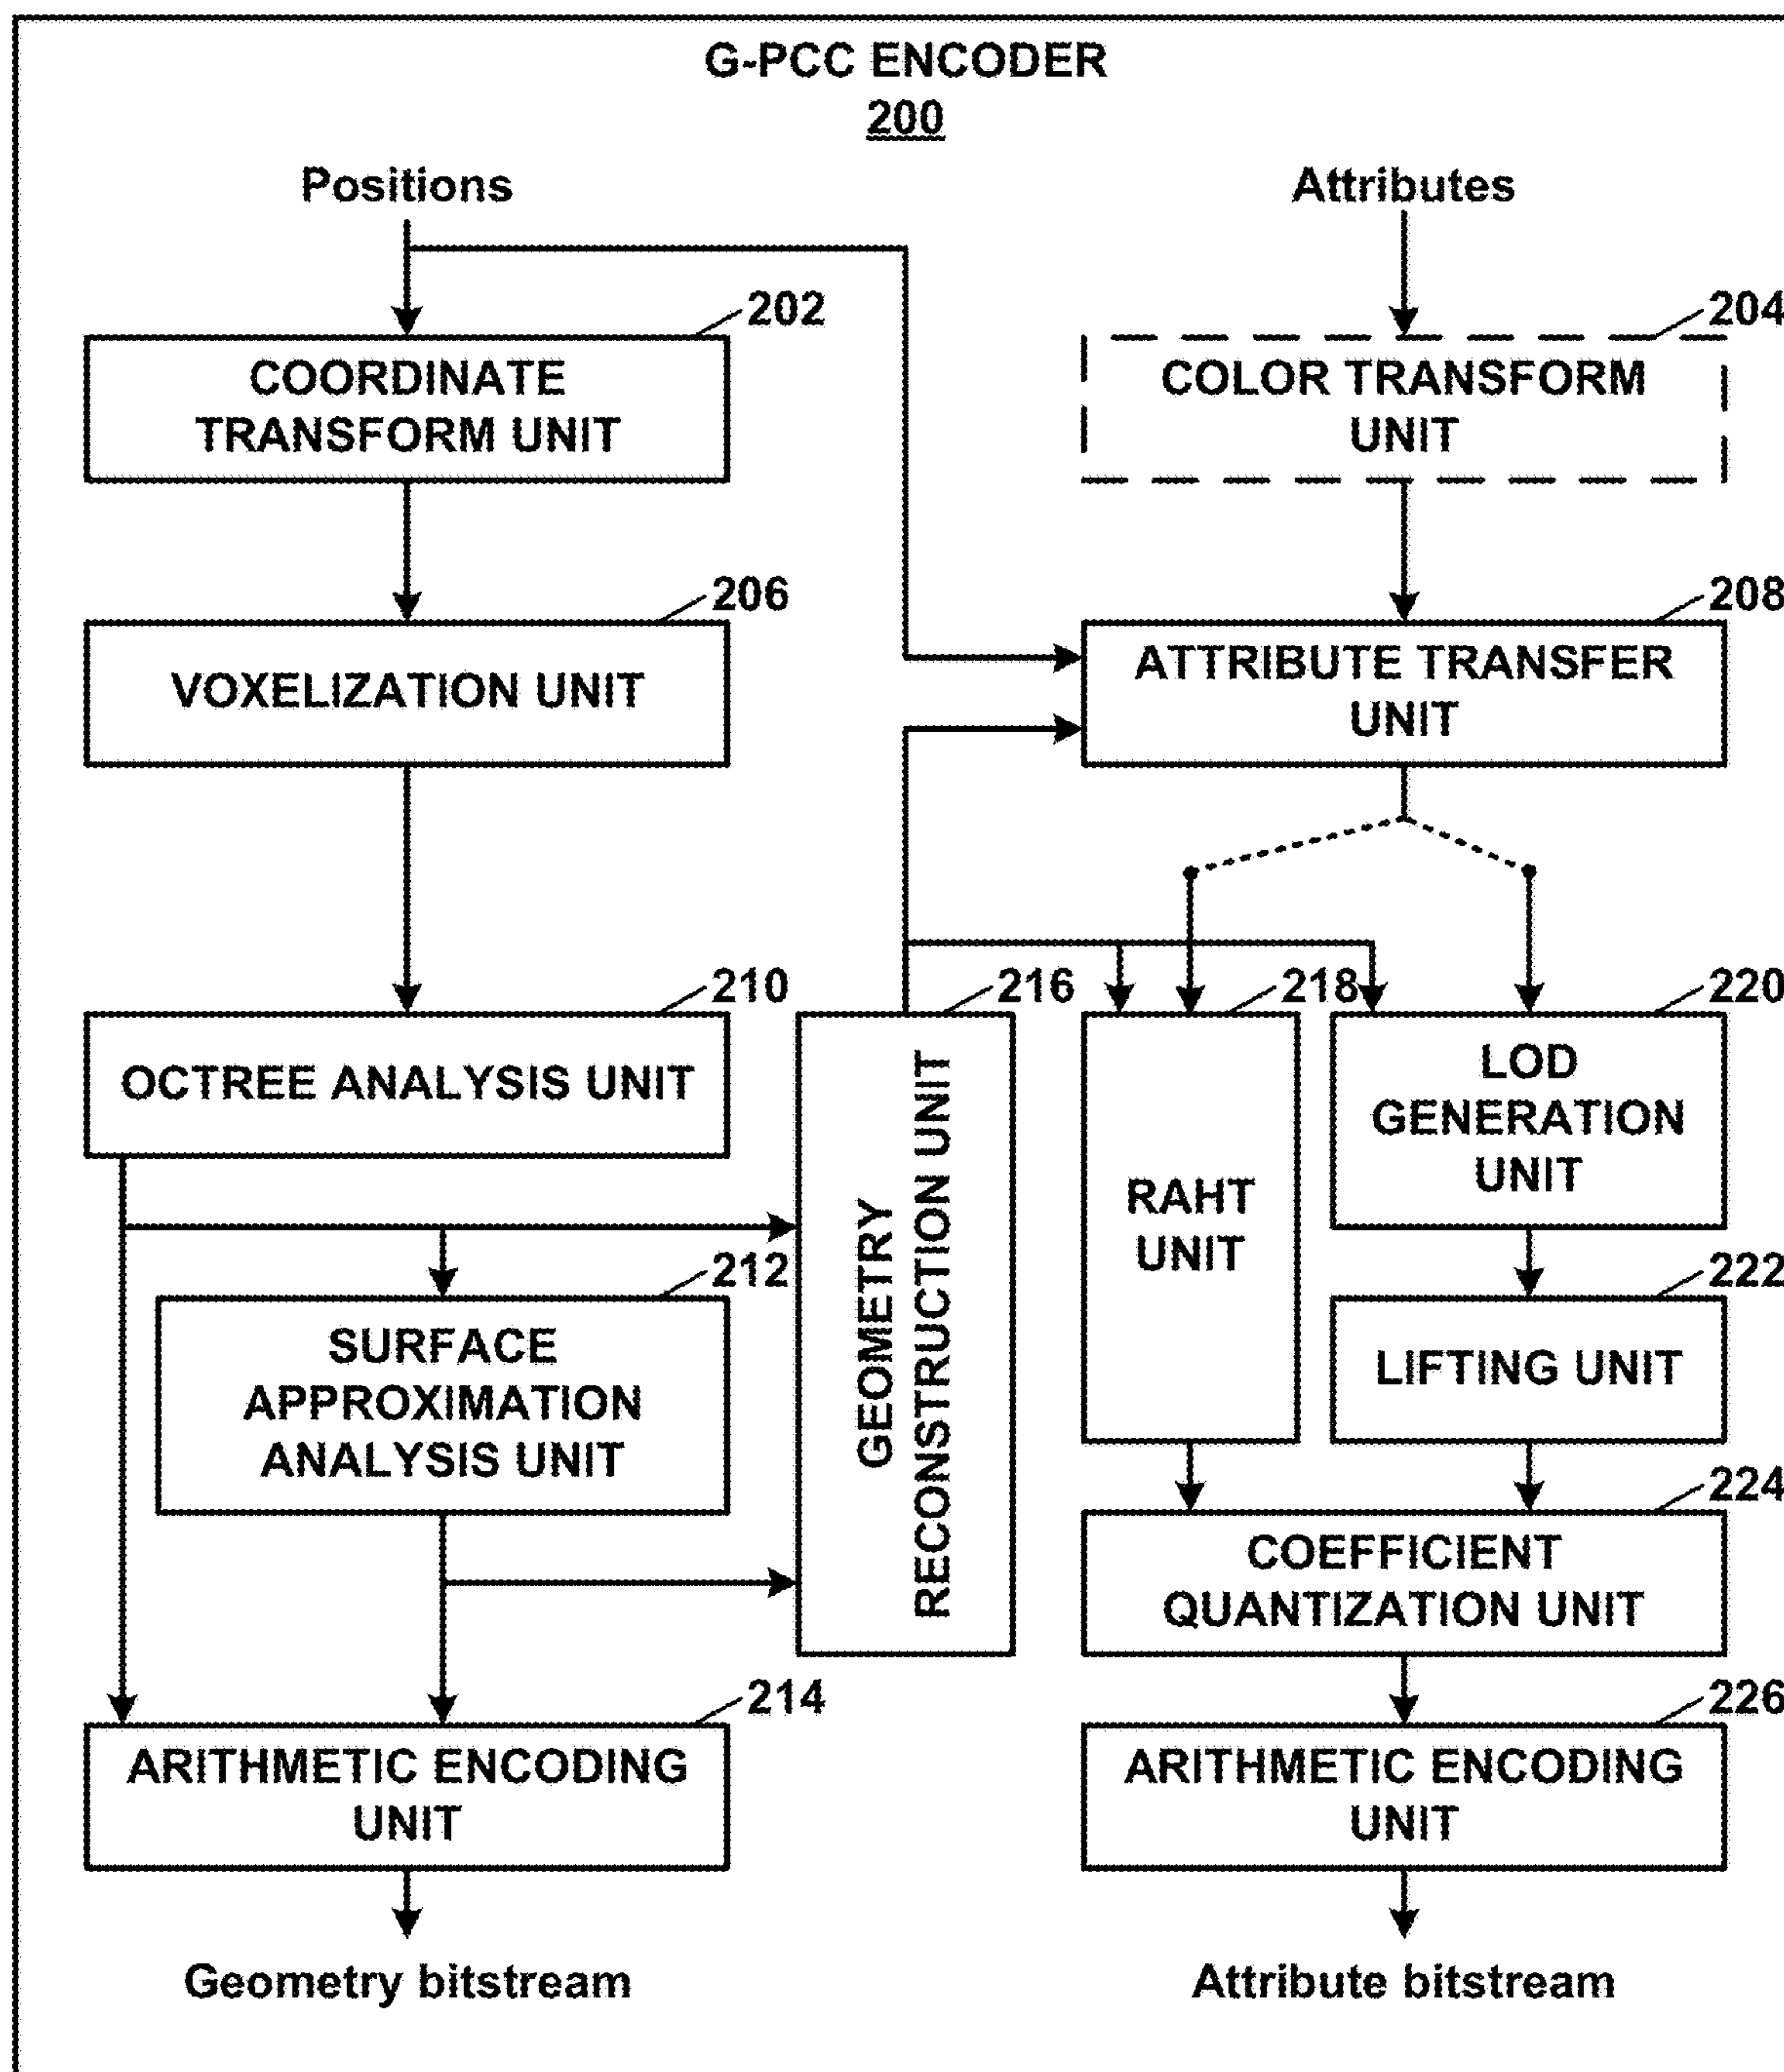 G-PCC ENCODER
200
Positions
Attributes
202
204
COORDINATE
TRANSFORM UNIT
COLOR TRANSFORM
UNIT
206
208
VOXELIZATION UNIT
ATTRIBUTE TRANSFER
UNIT
210
216
218
220
OCTREE ANALYSIS UNIT
GEOMETRY
RECONSTRUCTION UNIT
RAHT
UNIT
LOD
GENERATION
UNIT
212
222
SURFACE
APPROXIMATION
ANALYSIS UNIT
LIFTING UNIT
224
COEFFICIENT
QUANTIZATION UNIT
214
226
ARITHMETIC ENCODING
UNIT
ARITHMETIC ENCODING
UNIT
Geometry bitstream
Attribute bitstream